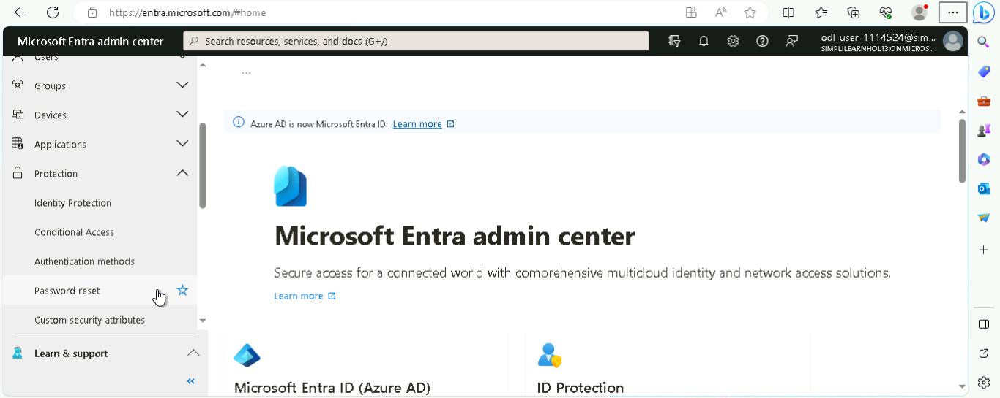 https://entra.microsoft.com/#home
Microsoft Entra admin center
Search resources, services, and docs (G+/)
odl_user_1114524@sim...
SIMPLILEARNHOL13.ONMICROS...
Users
Groups
Devices
Applications
Protection
Identity Protection
Conditional Access
Authentication methods
Password reset
Custom security attributes
Learn & support
...
Azure AD is now Microsoft Entra ID. Learn more
Microsoft Entra admin center
Secure access for a connected world with comprehensive multicloud identity and network access solutions.
Learn more
Microsoft Entra ID (Azure AD)
ID Protection